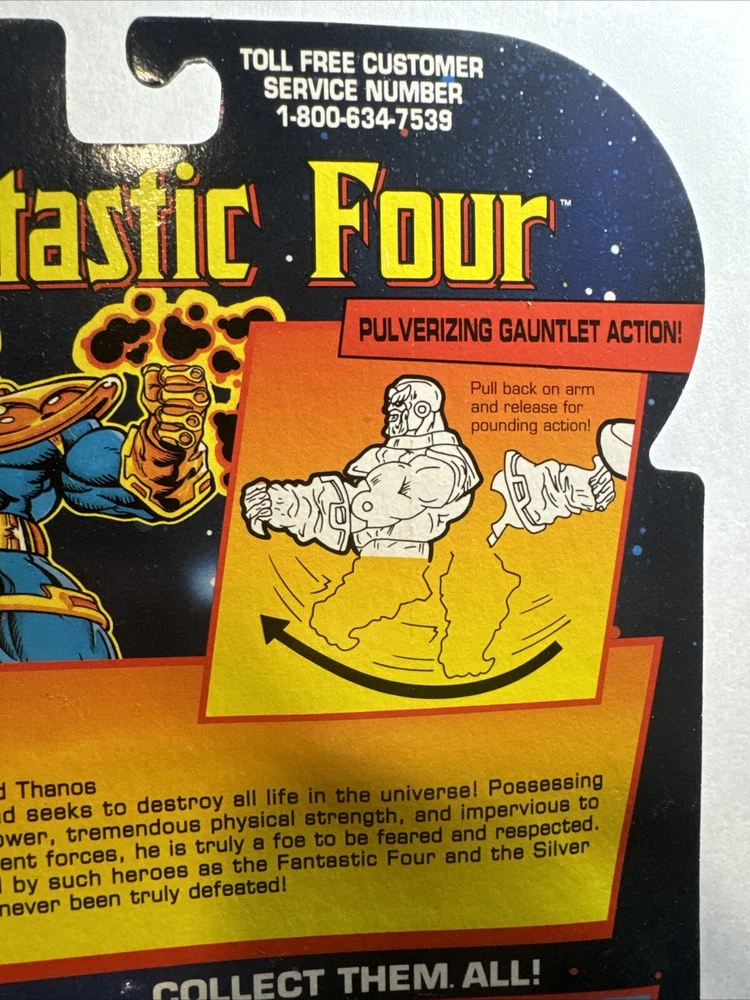 TOLL FREE CUSTOMER
SERVICE NUMBER
1-800-634-7539
tastic Four™
PULVERIZING GAUNTLET ACTION!
Pull back on arm
and release for
pounding action!
d Thanos
d seeks to destroy all life in the universe! Possessing
ower, tremendous physical strength, and impervious to
ent forces, he is truly a foe to be feared and respected.
by such heroes as the Fantastic Four and the Silver
never been truly defeated!
COLLECT THEM ALL!